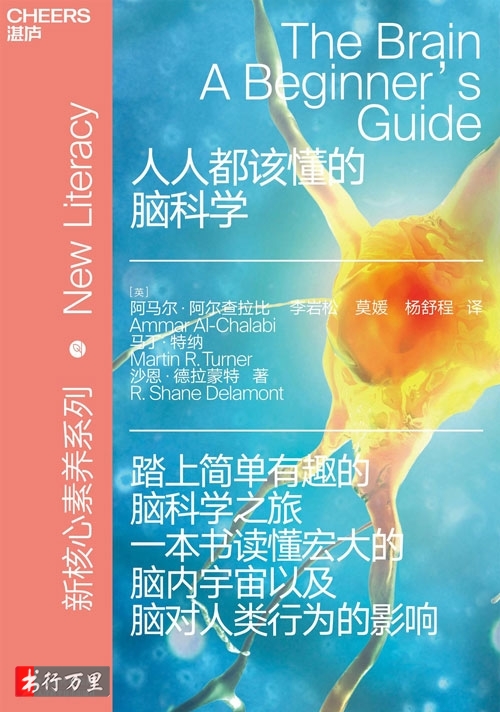 CHEERS
湛庐
The Brain
A Beginner's
Guide
人人都该懂的
脑科学
New Literacy
新核心素养系列
[英]
阿马尔·阿尔查拉比 李岩松 莫媛 杨舒程 译
Ammar Al-Chalabi
马丁·特纳
Martin R. Turner
沙恩·德拉蒙特 著
R. Shane Delamont
踏上简单有趣的
脑科学之旅
一本书读懂宏大的
脑内宇宙以及
脑对人类行为的影响
书行万里